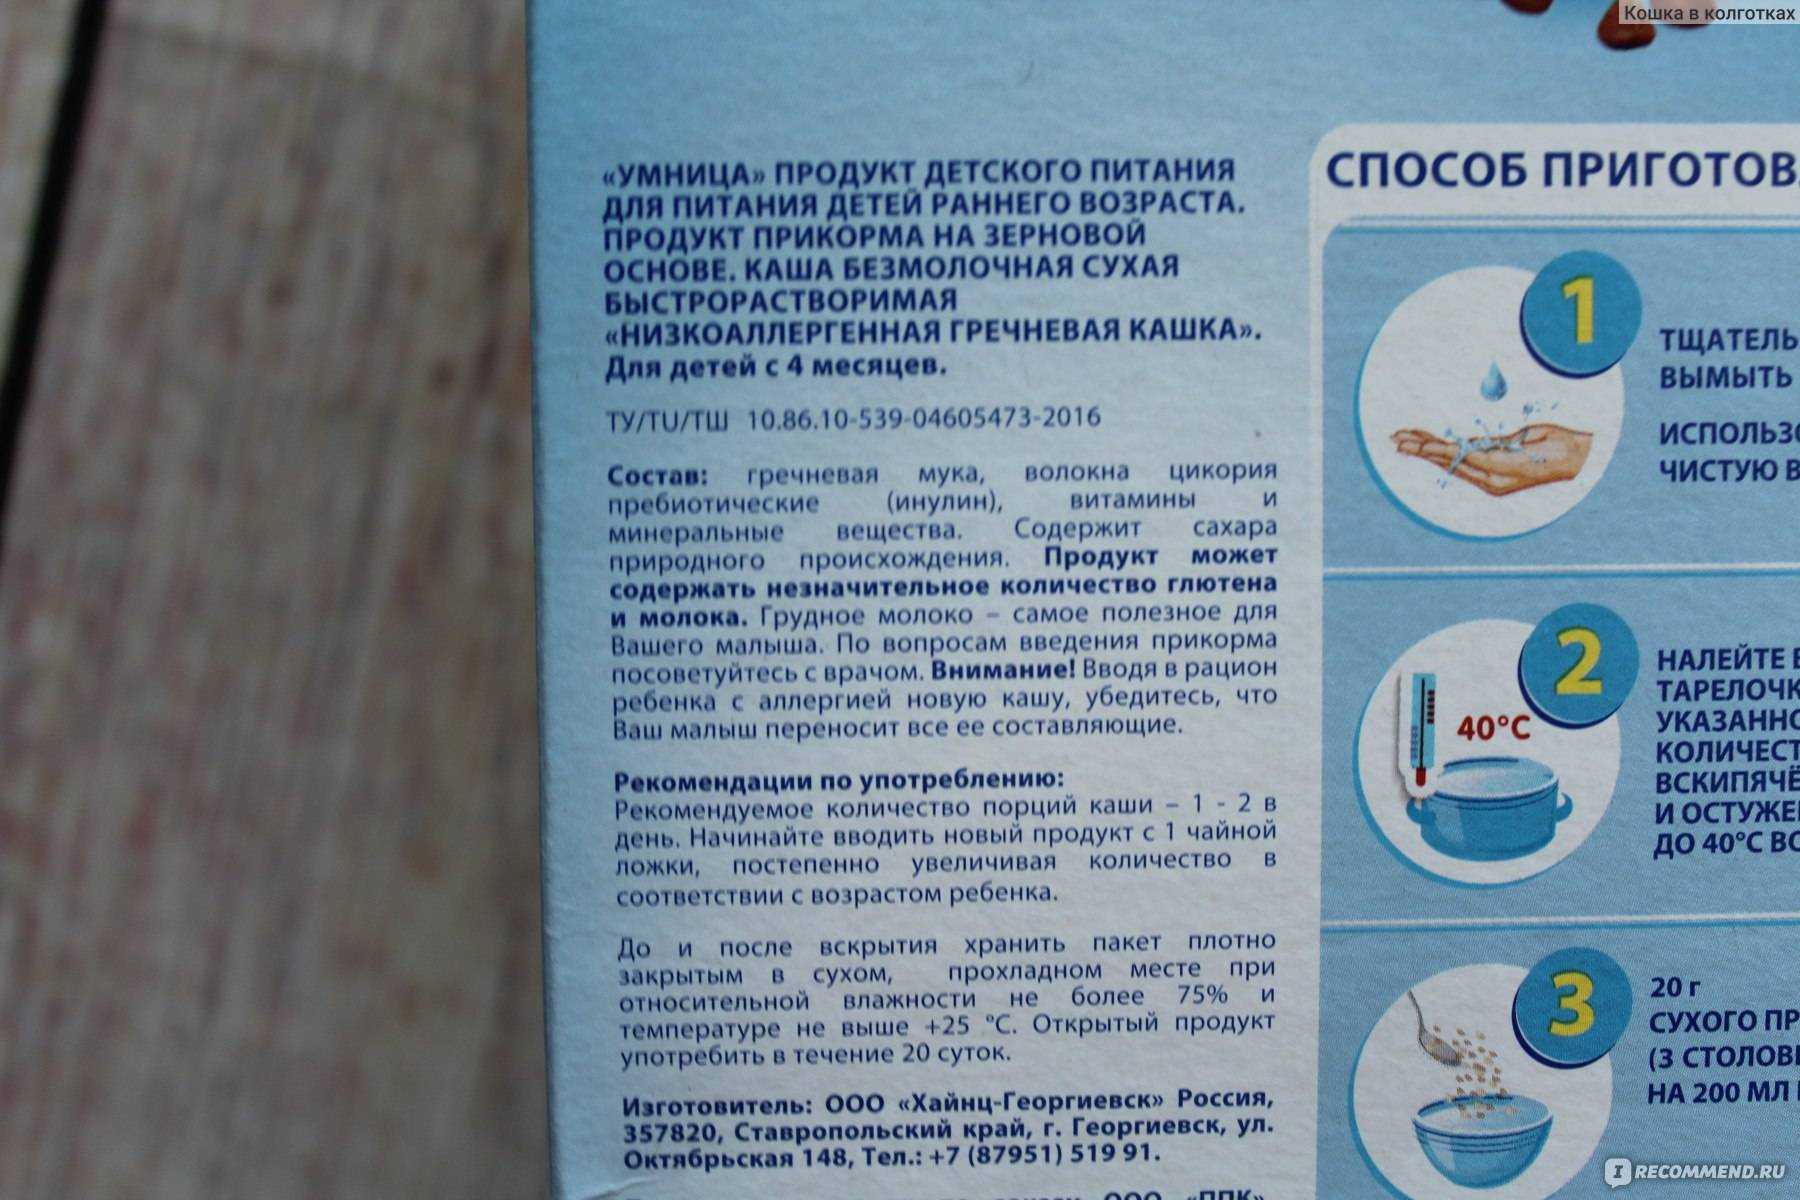 Кошка в колготках
«УМНИЦА» ПРОДУКТ ДЕТСКОГО ПИТАНИЯ
ДЛЯ ПИТАНИЯ ДЕТЕЙ РАННЕГО ВОЗРАСТА.
ПРОДУКТ ПРИКОРМА НА ЗЕРНОВОЙ
ОСНОВЕ. КАША БЕЗМОЛОЧНАЯ СУХАЯ
БЫСТРОРАСТВОРИМАЯ
«НИЗКОАЛЛЕРГЕННАЯ ГРЕЧНЕВАЯ КАШКА».
Для детей с 4 месяцев.
ТУ/TU/ТШ 10.86.10-539-04605473-2016
Состав: гречневая мука, волокна цикория
пребиотические (инулин), витамины и
минеральные вещества. Содержит сахара
природного происхождения. Продукт может
содержать незначительное количество глютена
и молока. Грудное молоко – самое полезное для
Вашего малыша. По вопросам введения прикорма
посоветуйтесь с врачом. Внимание! Вводя в рацион
ребенка с аллергией новую кашу, убедитесь, что
Ваш малыш переносит все ее составляющие.
Рекомендации по употреблению:
Рекомендуемое количество порций каши – 1 - 2 в
день. Начинайте вводить новый продукт с 1 чайной
ложки, постепенно увеличивая количество в
соответствии с возрастом ребенка.
До и после вскрытия хранить пакет плотно
закрытым в сухом, прохладном месте при
относительной влажности не более 75% и
температуре не выше +25 °С. Открытый продукт
употребить в течение 20 суток.
Изготовитель: ООО «Хайнц-Георгиевск» Россия,
357820, Ставропольский край, г. Георгиевск, ул.
Октябрьская 148, Тел.: +7 (87951) 519 91.
ООО «ППК»
СПОСОБ ПРИГОТОВ
1
ТЩАТЕЛЬ
ВЫМЫТЬ
ИСПОЛЬЗО
ЧИСТУЮ
2
40°C
НАЛЕЙТЕ
ТАРЕЛОЧК
УКАЗАННО
КОЛИЧЕСТ
ВСКИПЯЧЁ
И ОСТУЖЕ
ДО 40°С ВО
3
20 г
СУХОГО ПР
(3 СТОЛОВ
НА 200 МЛ
IRECOMMEND.RU